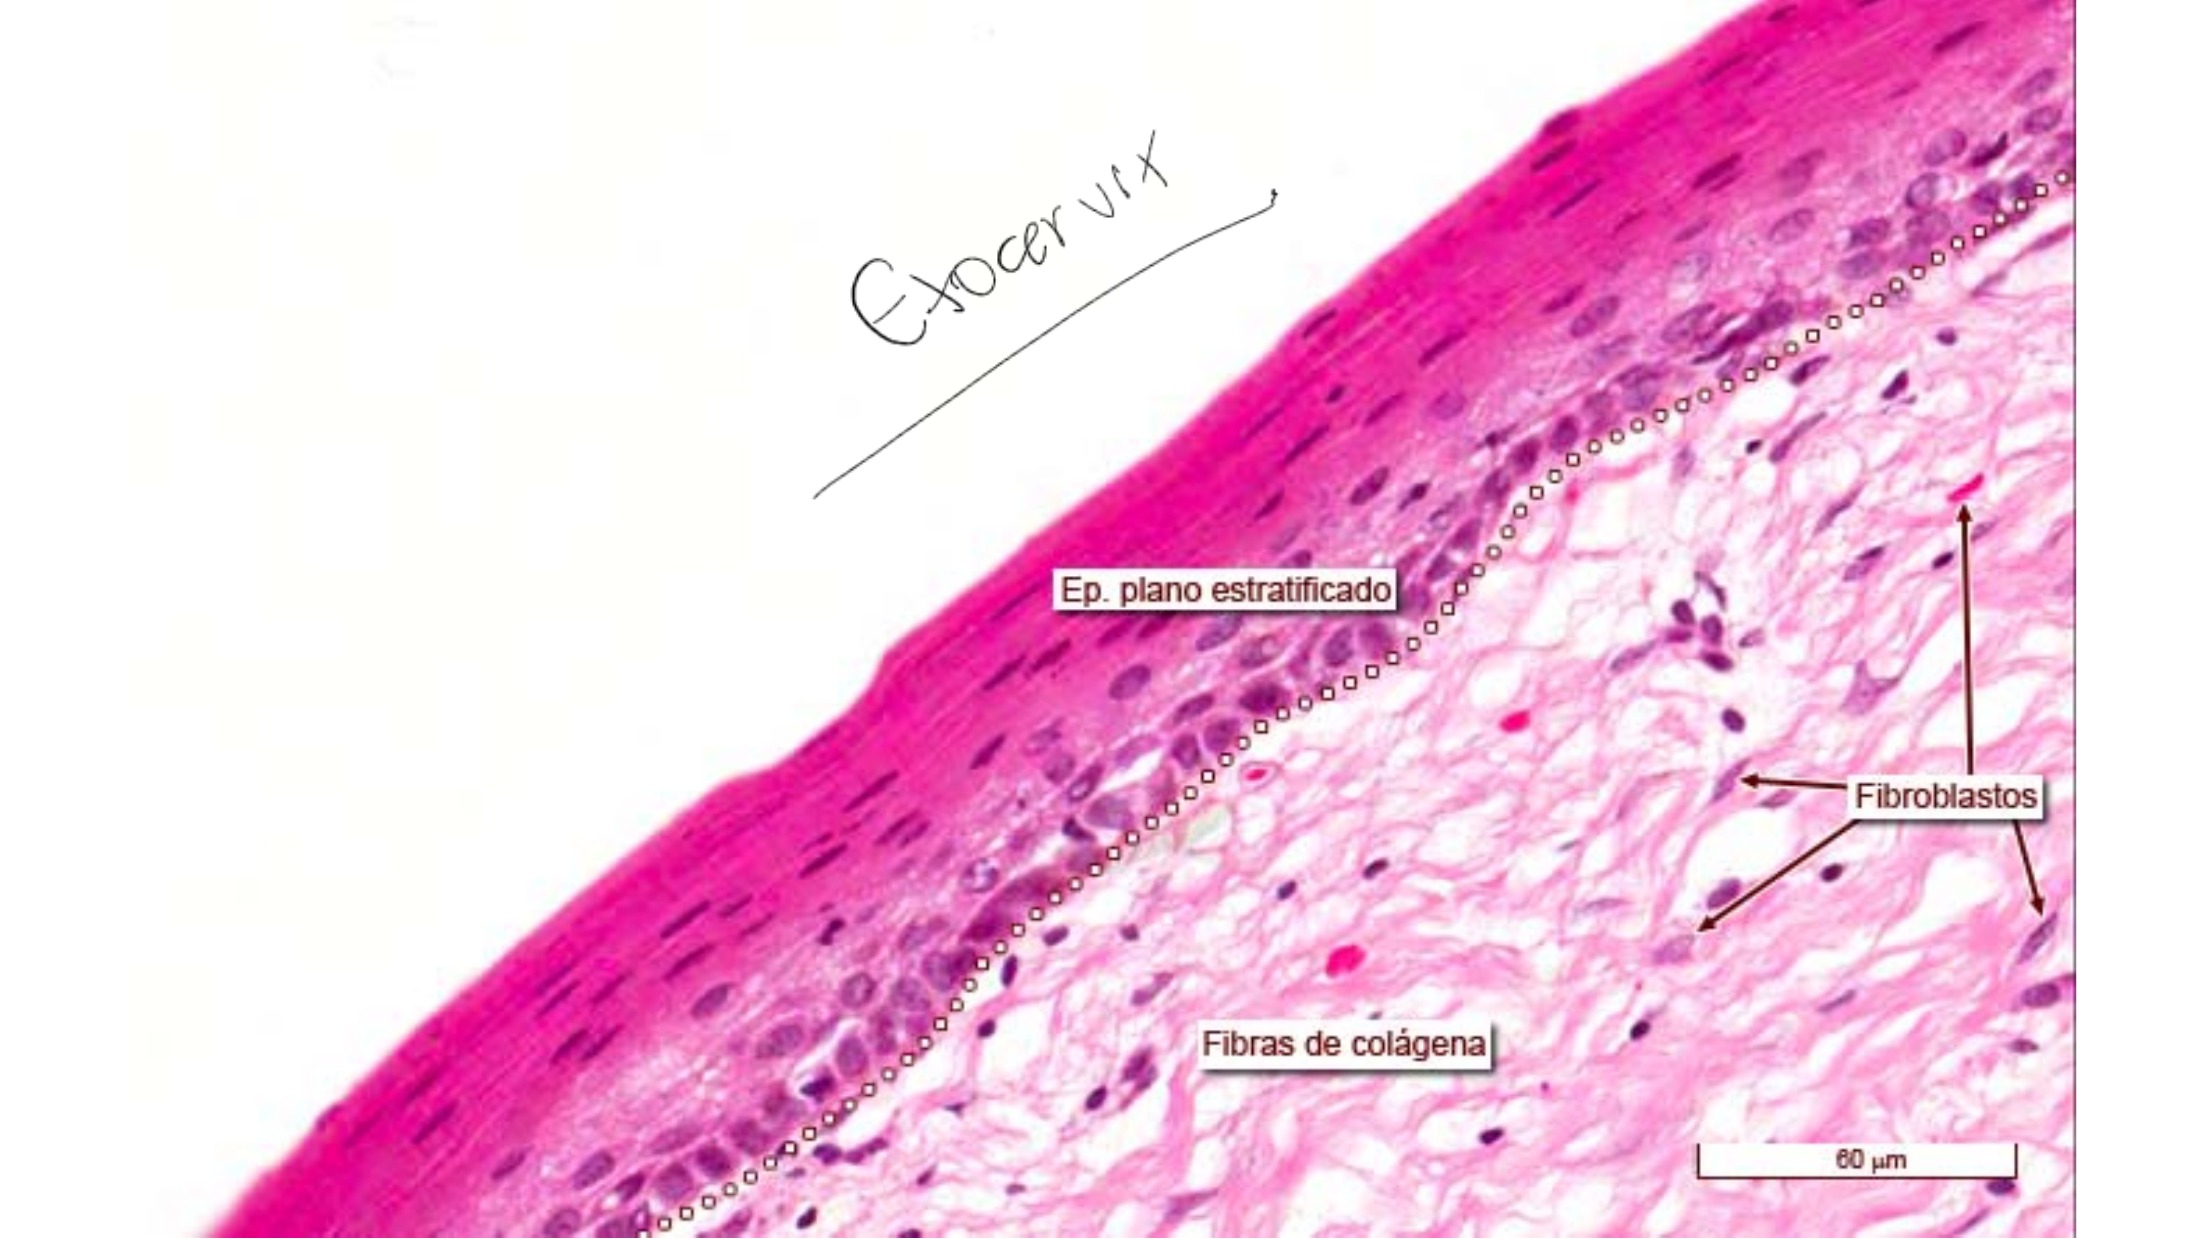 Exocervix
Ep. plano estratificado
Fibroblastos
Fibras de colágena
60 μm